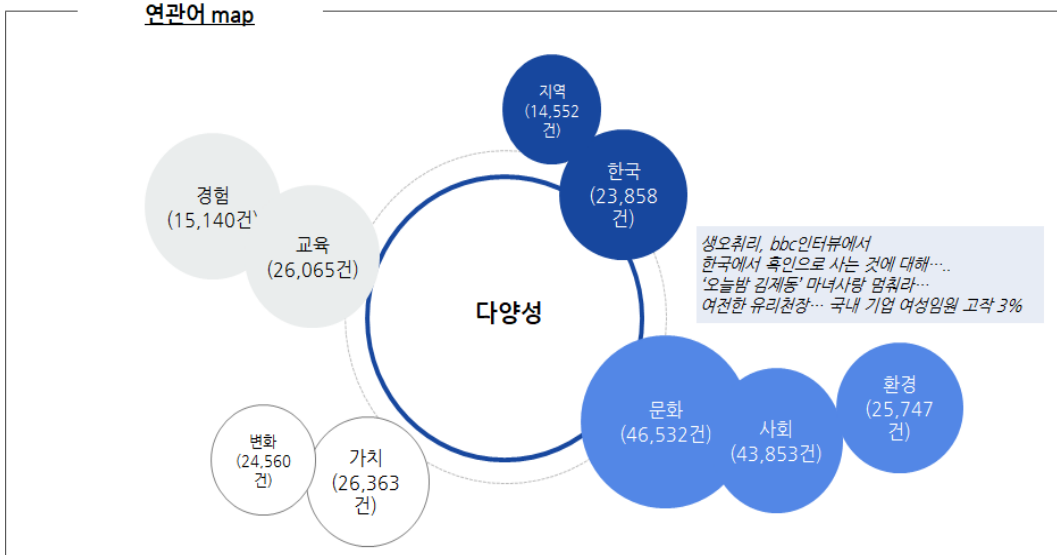 연관어 map
지역
(14,552
건)
한국
(23,858
건)
경험
(15,140건)
교육
(26,065건)
생오취리, bbc인터뷰에서
한국에서 흑인으로 사는 것에 대해…..
‘오늘밤 김제동’ 마녀사랑 멈춰라…
여전한 유리천장… 국내 기업 여성임원 고작 3%
다양성
문화
(46,532건)
사회
(43,853건)
환경
(25,747
건)
변화
(24,560
건)
가치
(26,363
건)